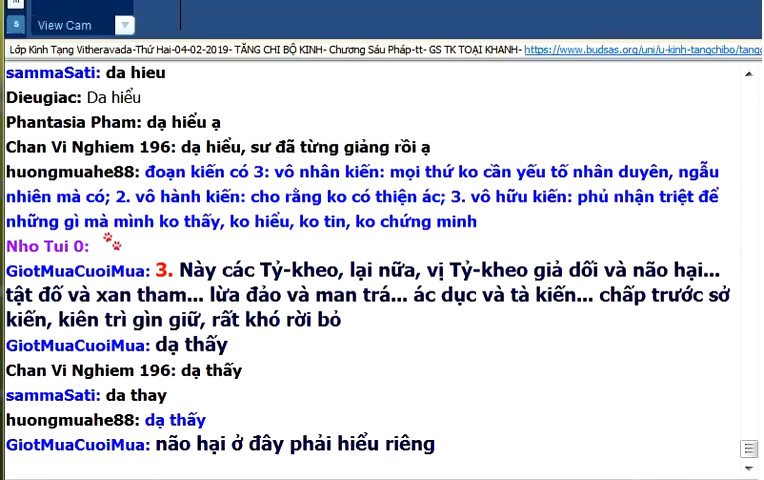 View Cam
Lớp Kinh Tạng Vitheravada-Thứ Hai-04-02-2019- TĂNG CHI BỘ KINH- Chương Sáu Pháp-tt- GS TK TOẠI KHANH- https://www.budsas.org/uni/u-kinh-tangchibo/tang
sammaSati: da hieu
Dieugiac: Da hiểu
Phantasia Pham: dạ hiểu ạ
Chan Vi Nghiem 196: dạ hiểu, sư đã từng giảng rồi ạ
huongmuahe88: đoạn kiến có 3: vô nhân kiến: mọi thứ ko cần yếu tố nhân duyên, ngẫu
nhiên mà có; 2. vô hành kiến: cho rằng ko có thiện ác; 3. vô hữu kiến: phủ nhận triệt để
những gì mà mình ko thấy, ko hiểu, ko tin, ko chứng minh
Nho Tui 0:
GiotMuaCuoiMua: 3. Này các Tỷ-kheo, lại nữa, vị Tỷ-kheo giả dối và não hại...
tật đố và xan tham... lừa đảo và man trá... ác dục và tà kiến... chấp trước sở
kiến, kiên trì gìn giữ, rất khó rời bỏ
GiotMuaCuoiMua: dạ thấy
Chan Vi Nghiem 196: dạ thấy
sammaSati: da thay
huongmuahe88: dạ thấy
GiotMuaCuoiMua: não hại ở đây phải hiểu riêng